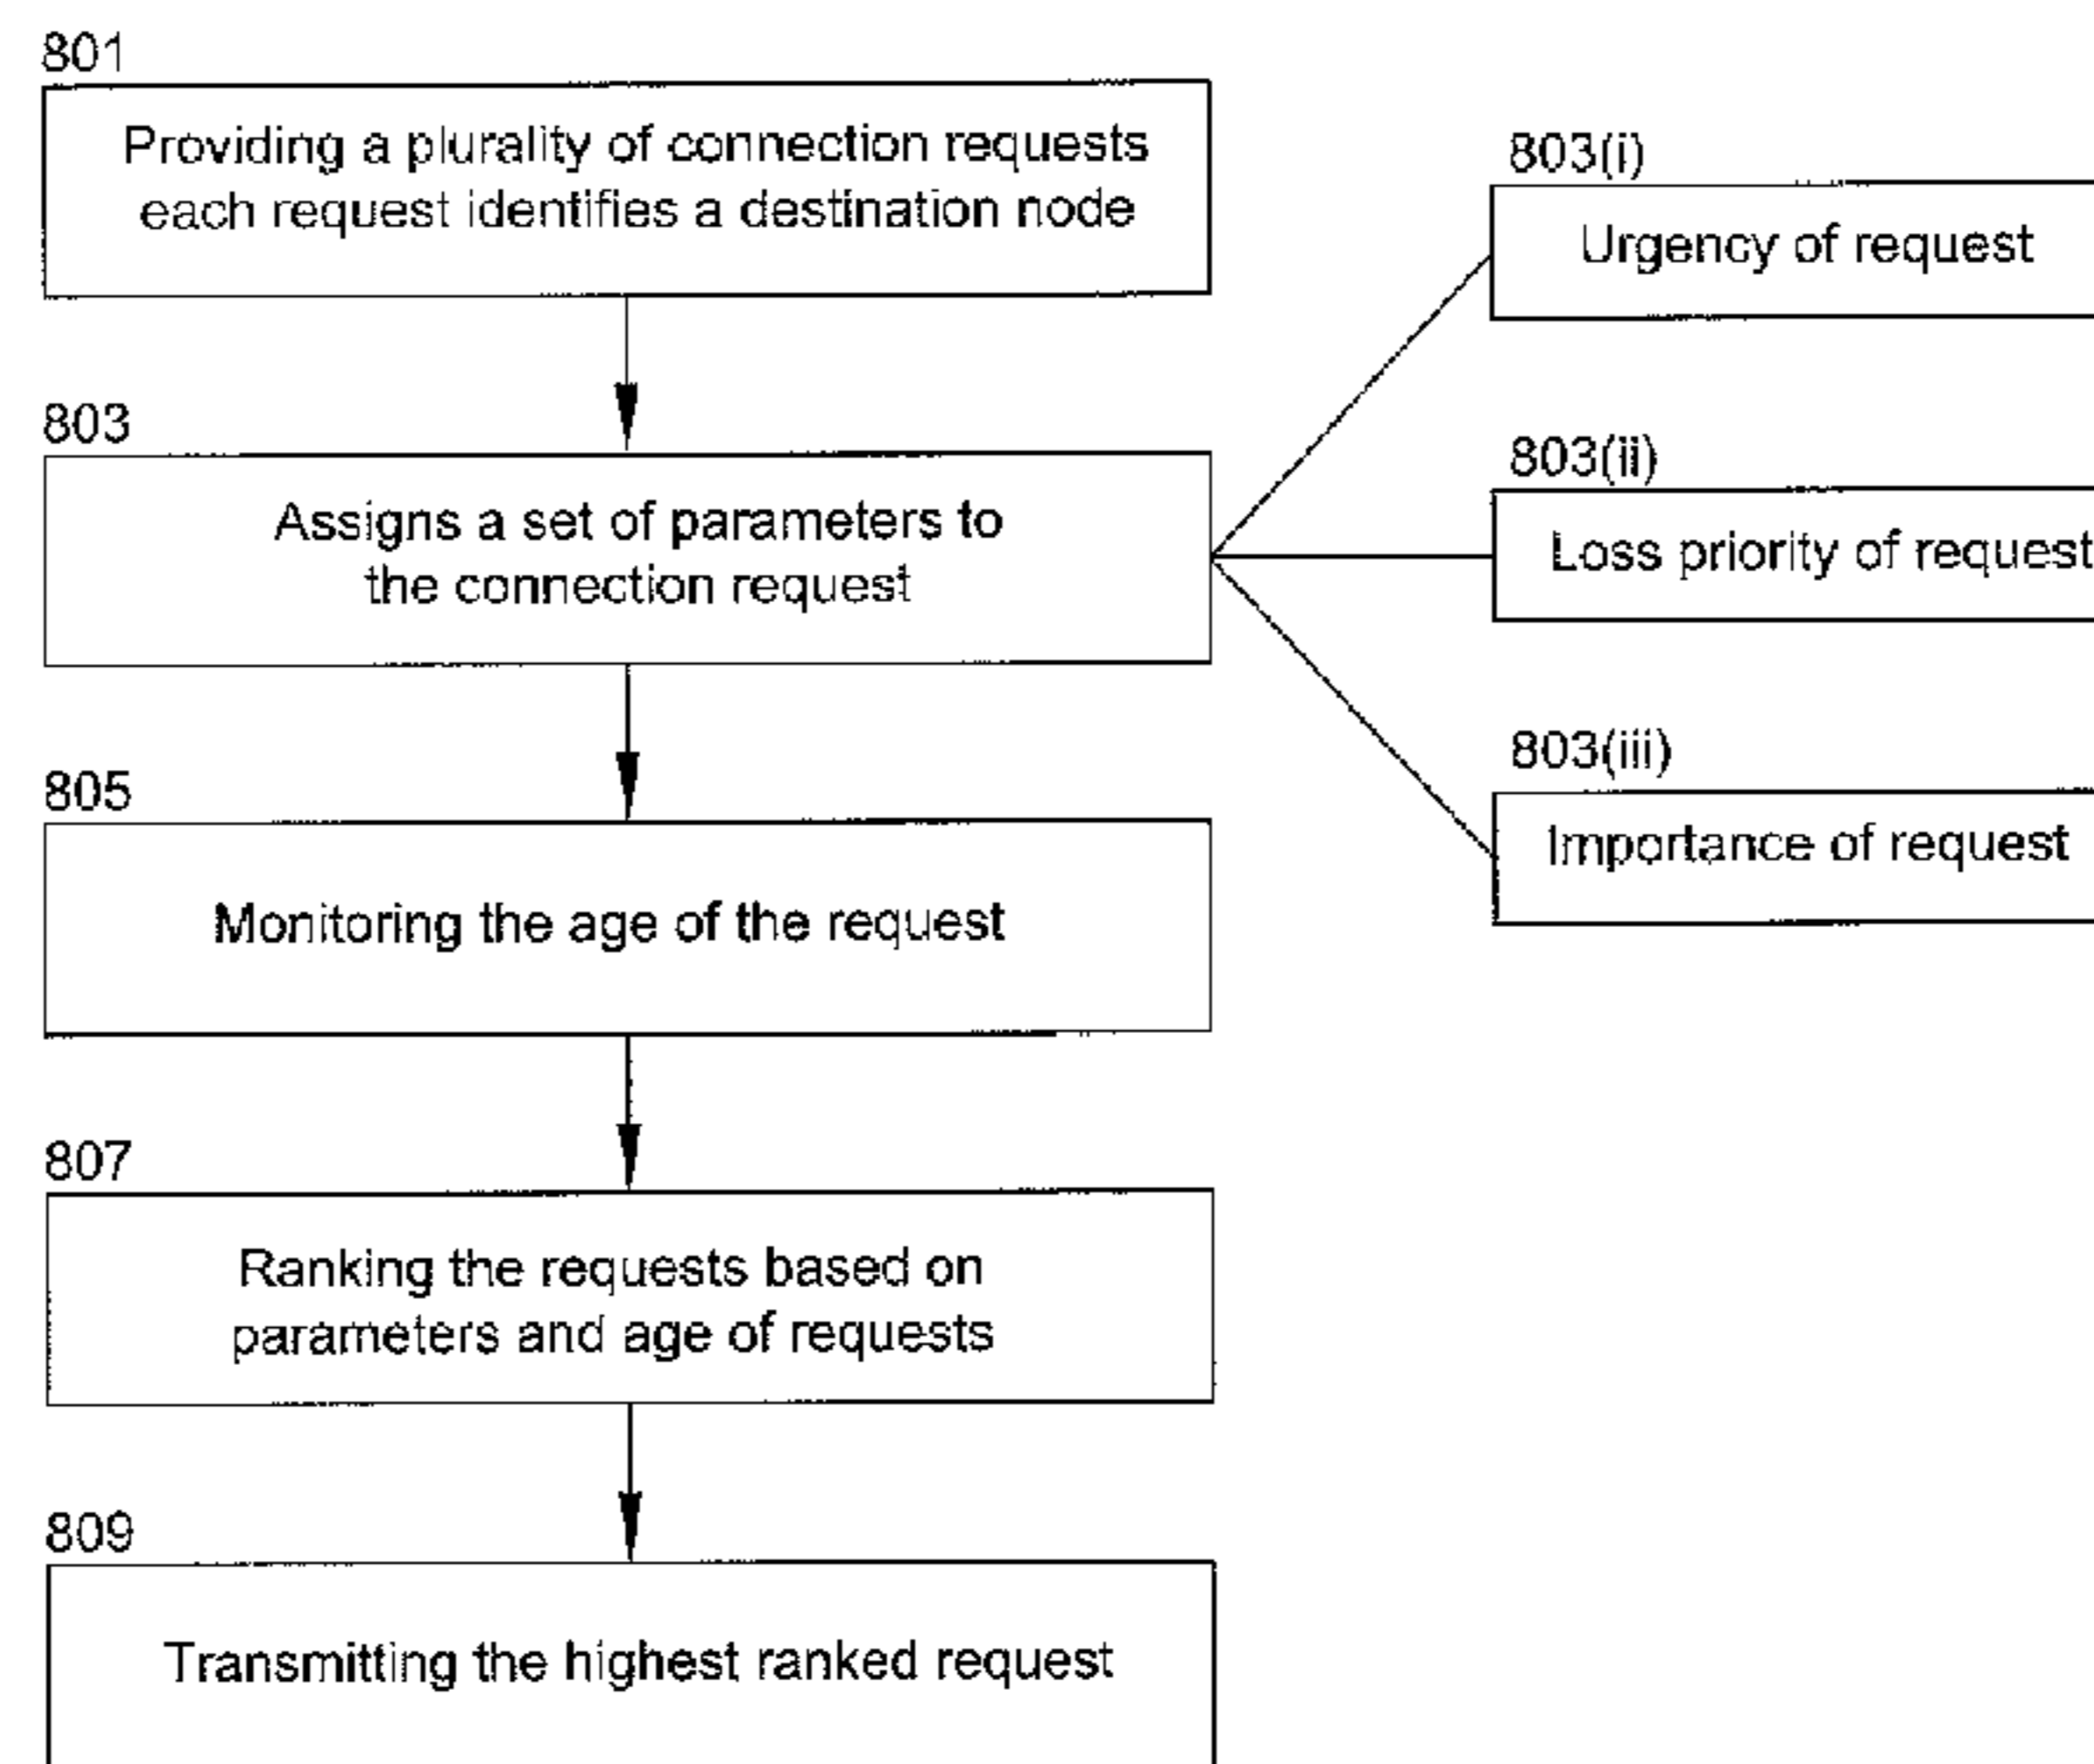 801
Providing a plurality of connection requests
each request identifies a destination node
803
Assigns a set of parameters to
the connection request
803(i)
Urgency of request
803(ii)
Loss priority of request
803(iii)
Importance of request
805
Monitoring the age of the request
807
Ranking the requests based on
parameters and age of requests
809
Transmitting the highest ranked request